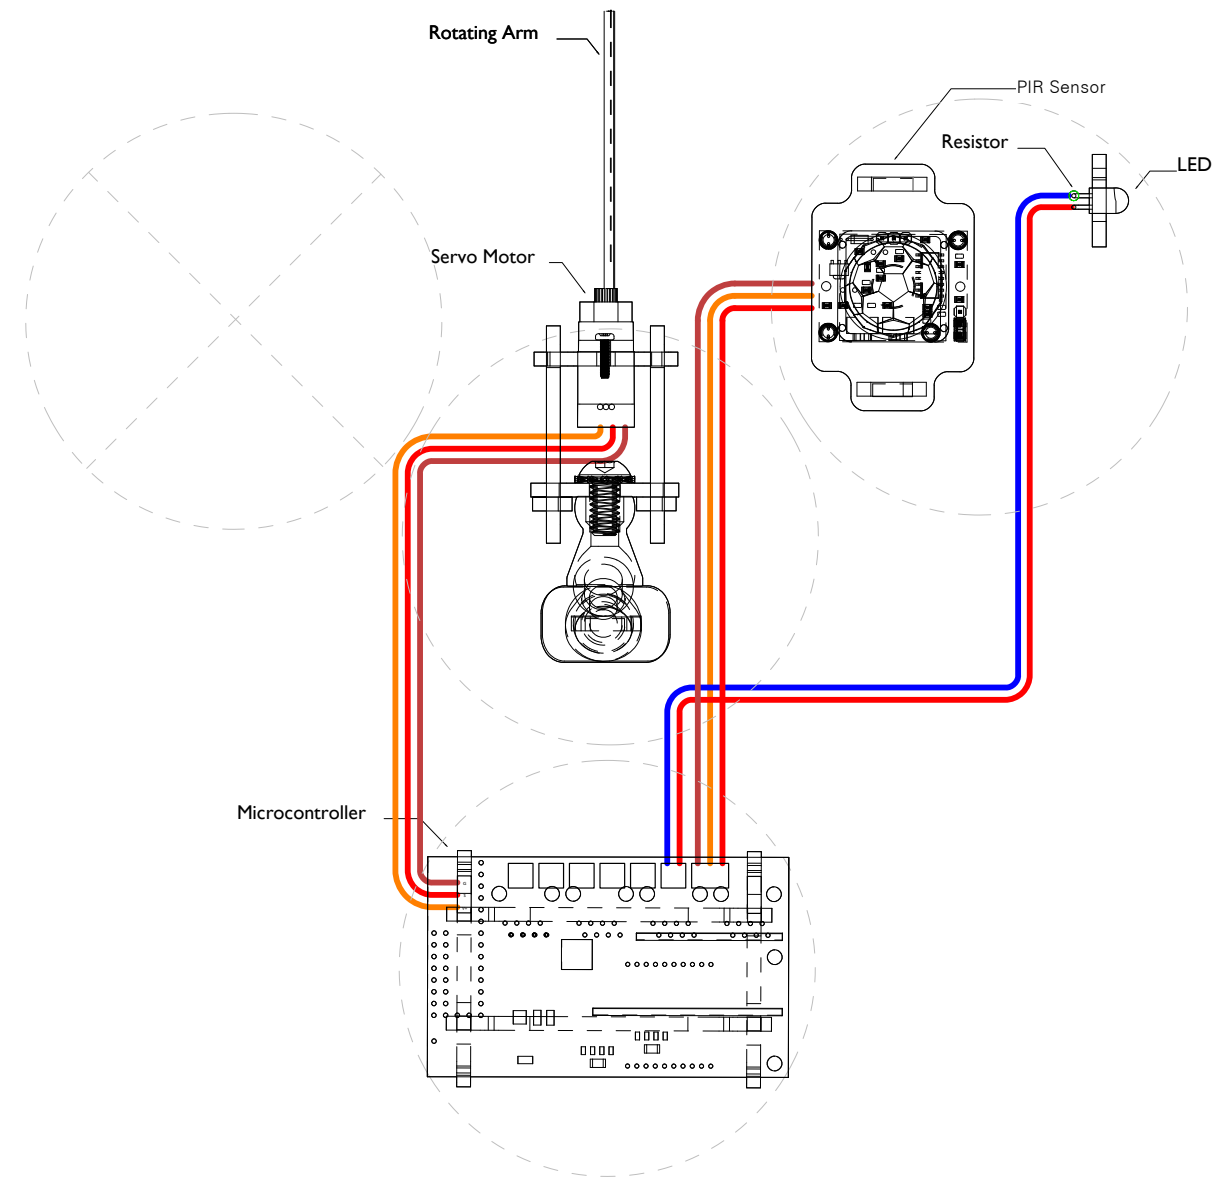 Rotating Arm
PIR Sensor
Resistor
LED
Servo Motor
Microcontroller